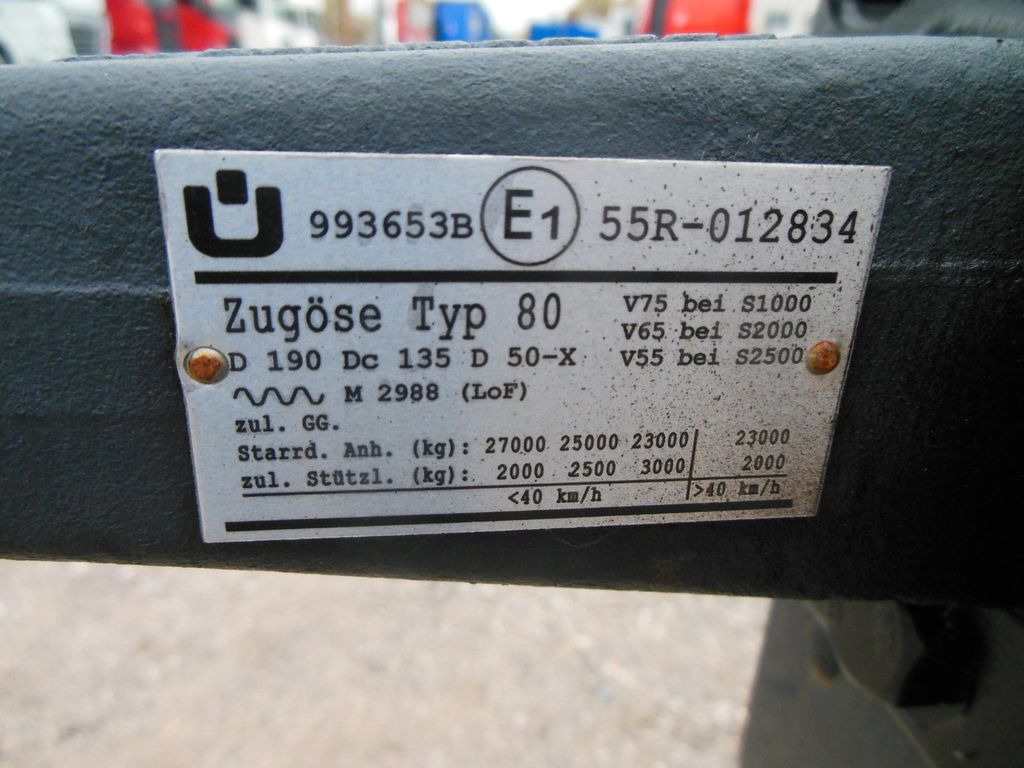 993653B E1 55R-012834
Zugöse Typ 80
V75 bei S1000
V65 bei S2000
D 190 Dc 135 D 50-X V55 bei S2500
M 2988 (LoF)
zul. GG.
Starrd. Anh. (kg): 27000 25000 23000 23000
zul. Stützl. (kg): 2000 2500 3000 2000
<40 km/h >40 km/h